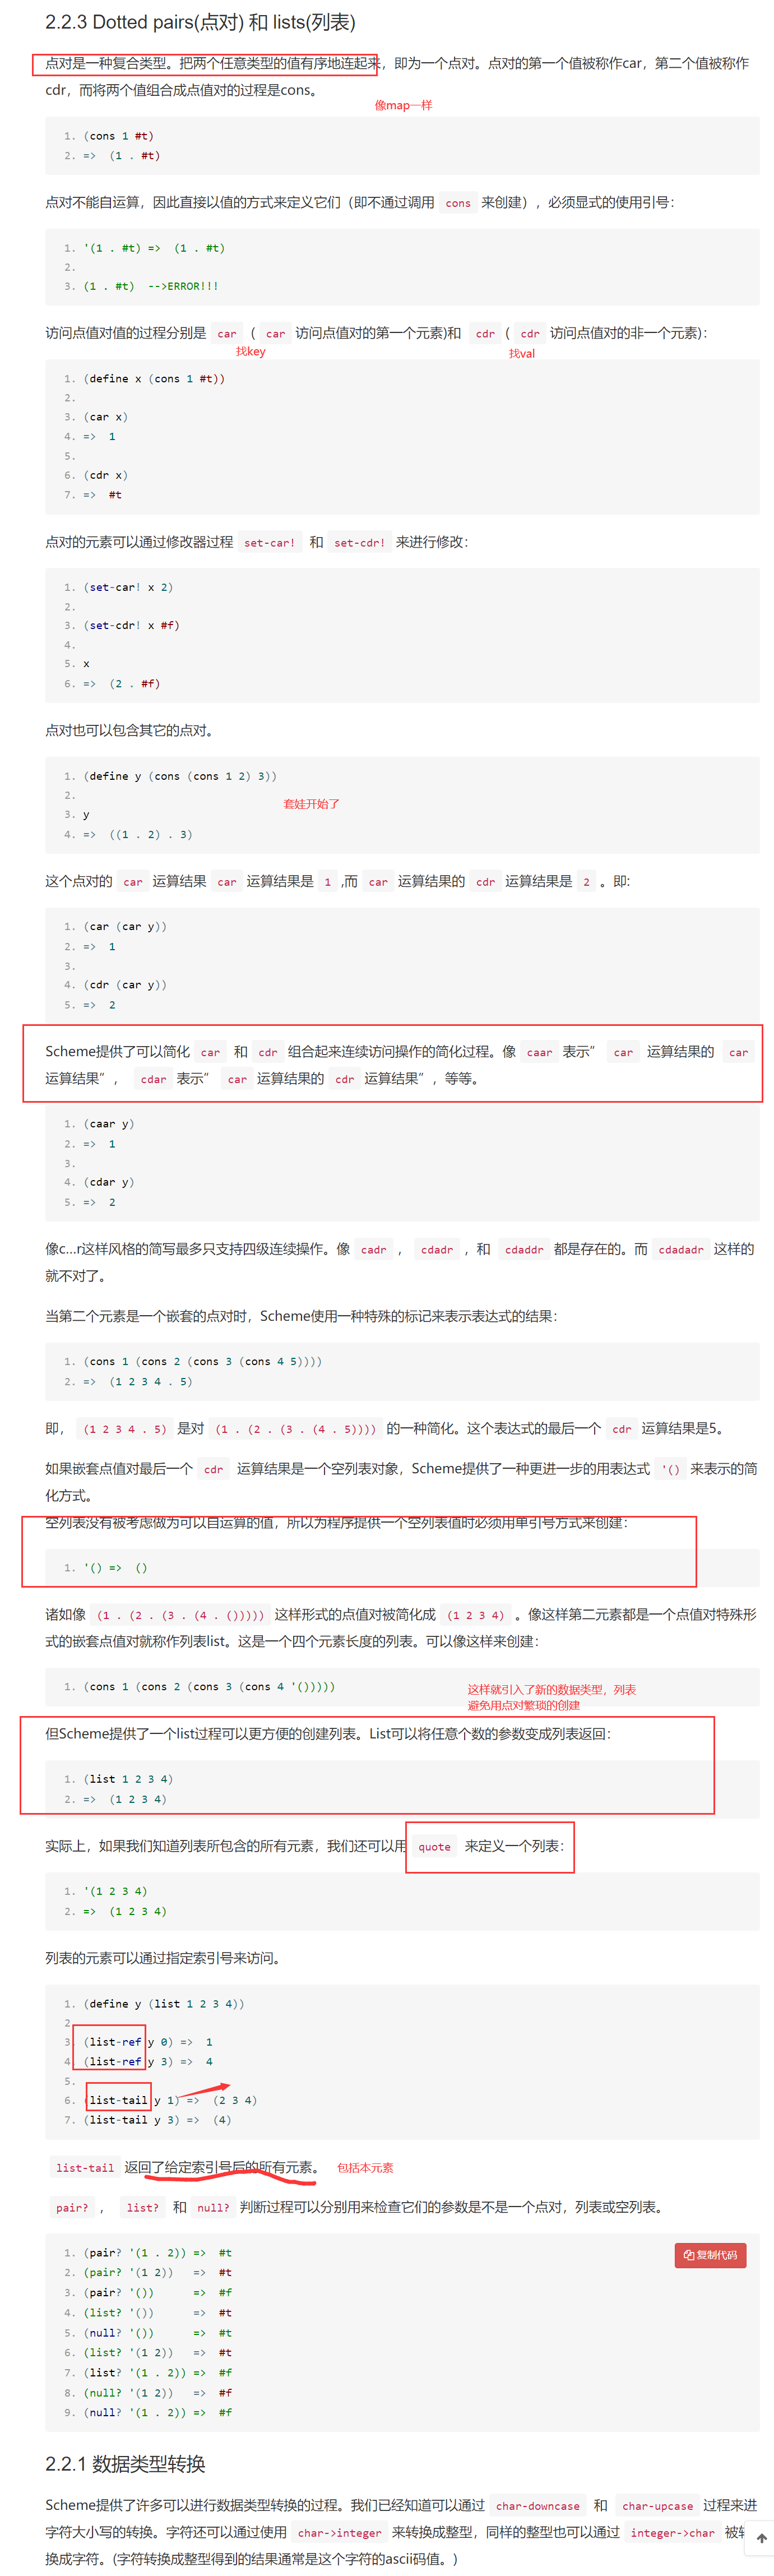 2.2.3 Dotted pairs(点对) 和 lists(列表)
点对是一种复合类型。把两个任意类型的值有序地连起来，即为一个点对。点对的第一个值被称作car，第二个值被称作
cdr，而将两个值组合成点值对的过程是cons。
像map一样
1. (cons 1 #t)
2. => (1 . #t)
点对不能自运算，因此直接以值的方式来定义它们（即不通过调用 cons 来创建），必须显式的使用引号：
1. '(1 . #t) => (1 . #t)
2.
3. (1 . #t) -->ERROR!!!
访问点值对值的过程分别是 car ( car 访问点值对的第一个元素)和 cdr ( cdr 访问点值对的非一个元素)：
找key 找val
1. (define x (cons 1 #t))
2.
3. (car x)
4. => 1
5.
6. (cdr x)
7. => #t
点对的元素可以通过修改器过程 set-car! 和 set-cdr! 来进行修改：
1. (set-car! x 2)
2.
3. (set-cdr! x #f)
4.
5. x
6. => (2 . #f)
点对也可以包含其它的点对。
1. (define y (cons (cons 1 2) 3))
2.
套娃开始了
3. y
4. => ((1 . 2) . 3)
这个点对的 car 运算结果 car 运算结果是 1 ,而 car 运算结果的 cdr 运算结果是 2 。即:
1. (car (car y))
2. => 1
3.
4. (cdr (car y))
5. => 2
Scheme提供了可以简化 car 和 cdr 组合起来连续访问操作的简化过程。像 caar 表示” car 运算结果的 car
运算结果”， cdar 表示” car 运算结果的 cdr 运算结果”，等等。
1. (caar y)
2. => 1
3.
4. (cdar y)
5. => 2
像c…r这样风格的简写最多只支持四级连续操作。像 cadr ， cdadr ，和 cdaddr 都是存在的。而 cdadadr 这样的
就不对了。
当第二个元素是一个嵌套的点对时，Scheme使用一种特殊的标记来表示表达式的结果：
1. (cons 1 (cons 2 (cons 3 (cons 4 5))))
2. => (1 2 3 4 . 5)
即， (1 2 3 4 . 5) 是对 (1 . (2 . (3 . (4 . 5)))) 的一种简化。这个表达式的最后一个 cdr 运算结果是5。
如果嵌套点值对最后一个 cdr 运算结果是一个空列表对象，Scheme提供了一种更进一步的用表达式 '() 来表示的简
化方式。
空列表没有被考虑做为可以自运算的值，所以为程序提供一个空列表值时必须用单引号方式来创建：
1. '() => ()
诸如像 (1 . (2 . (3 . (4 . ())))) 这样形式的点值对被简化成 (1 2 3 4) 。像这样第二元素都是一个点值对特殊形
式的嵌套点值对就称作列表list。这是一个四个元素长度的列表。可以像这样来创建：
1. (cons 1 (cons 2 (cons 3 (cons 4 '()))))
这样就引入了新的数据类型，列表
避免用点对繁琐的创建
但Scheme提供了一个list过程可以更方便的创建列表。List可以将任意个数的参数变成列表返回：
1. (list 1 2 3 4)
2. => (1 2 3 4)
实际上，如果我们知道列表所包含的所有元素，我们还可以用 quote 来定义一个列表：
1. '(1 2 3 4)
2. => (1 2 3 4)
列表的元素可以通过指定索引号来访问。
1. (define y (list 1 2 3 4))
2.
3. (list-ref y 0) => 1
4. (list-ref y 3) => 4
5.
6. (list-tail y 1) => (2 3 4)
7. (list-tail y 3) => (4)
list-tail 返回了给定索引号后的所有元素。 包括本元素
pair? ， list? 和 null? 判断过程可以分别用来检查它们的参数是不是一个点对，列表或空列表。
复制代码
1. (pair? '(1 . 2)) => #t
2. (pair? '(1 2)) => #t
3. (pair? '()) => #f
4. (list? '()) => #t
5. (null? '()) => #t
6. (list? '(1 2)) => #t
7. (list? '(1 . 2)) => #f
8. (null? '(1 2)) => #f
9. (null? '(1 . 2)) => #f
2.2.1 数据类型转换
Scheme提供了许多可以进行数据类型转换的过程。我们已经知道可以通过 char-downcase 和 char-upcase 过程来进
字符大小写的转换。字符还可以通过使用 char->integer 来转换成整型，同样的整型也可以通过 integer->char 被转
换成字符。(字符转换成整型得到的结果通常是这个字符的ascii码值。)